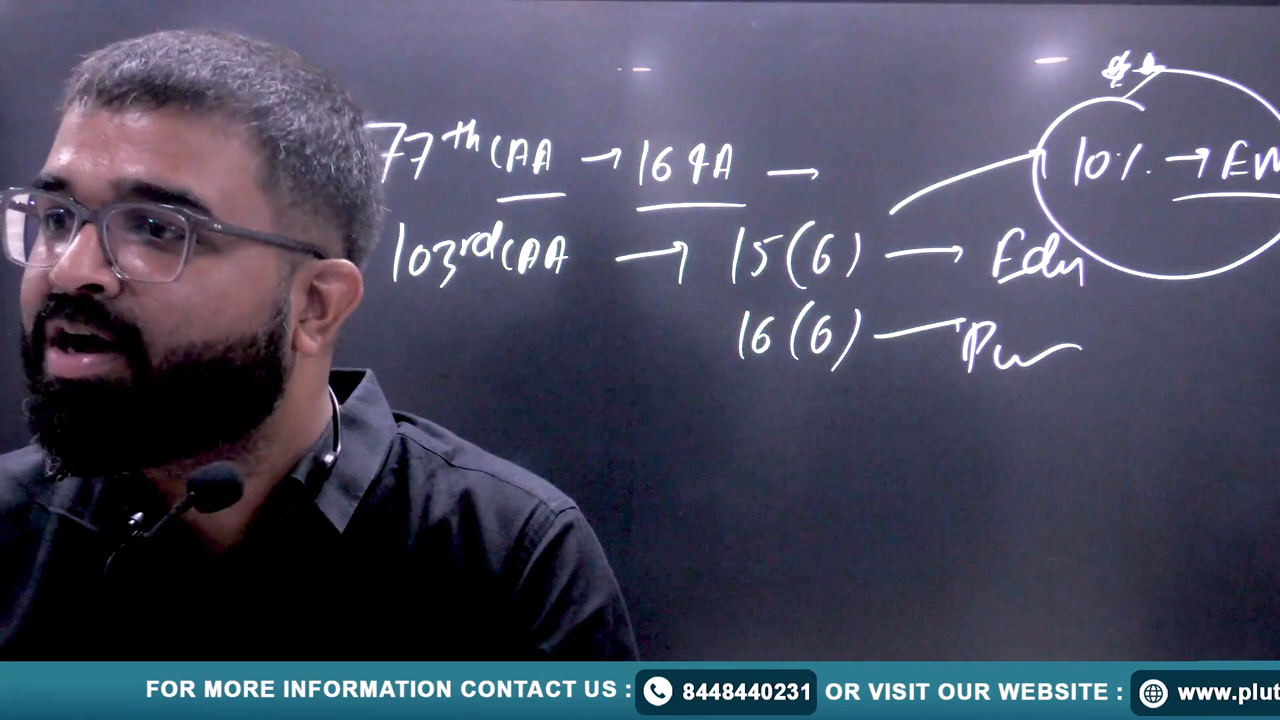 77th CAA → 164A →
10% → EW
103rd CAA → 15(6) → Edu
16(6) —
FOR MORE INFORMATION CONTACT US : 8448440231 OR VISIT OUR WEBSITE : www.plut